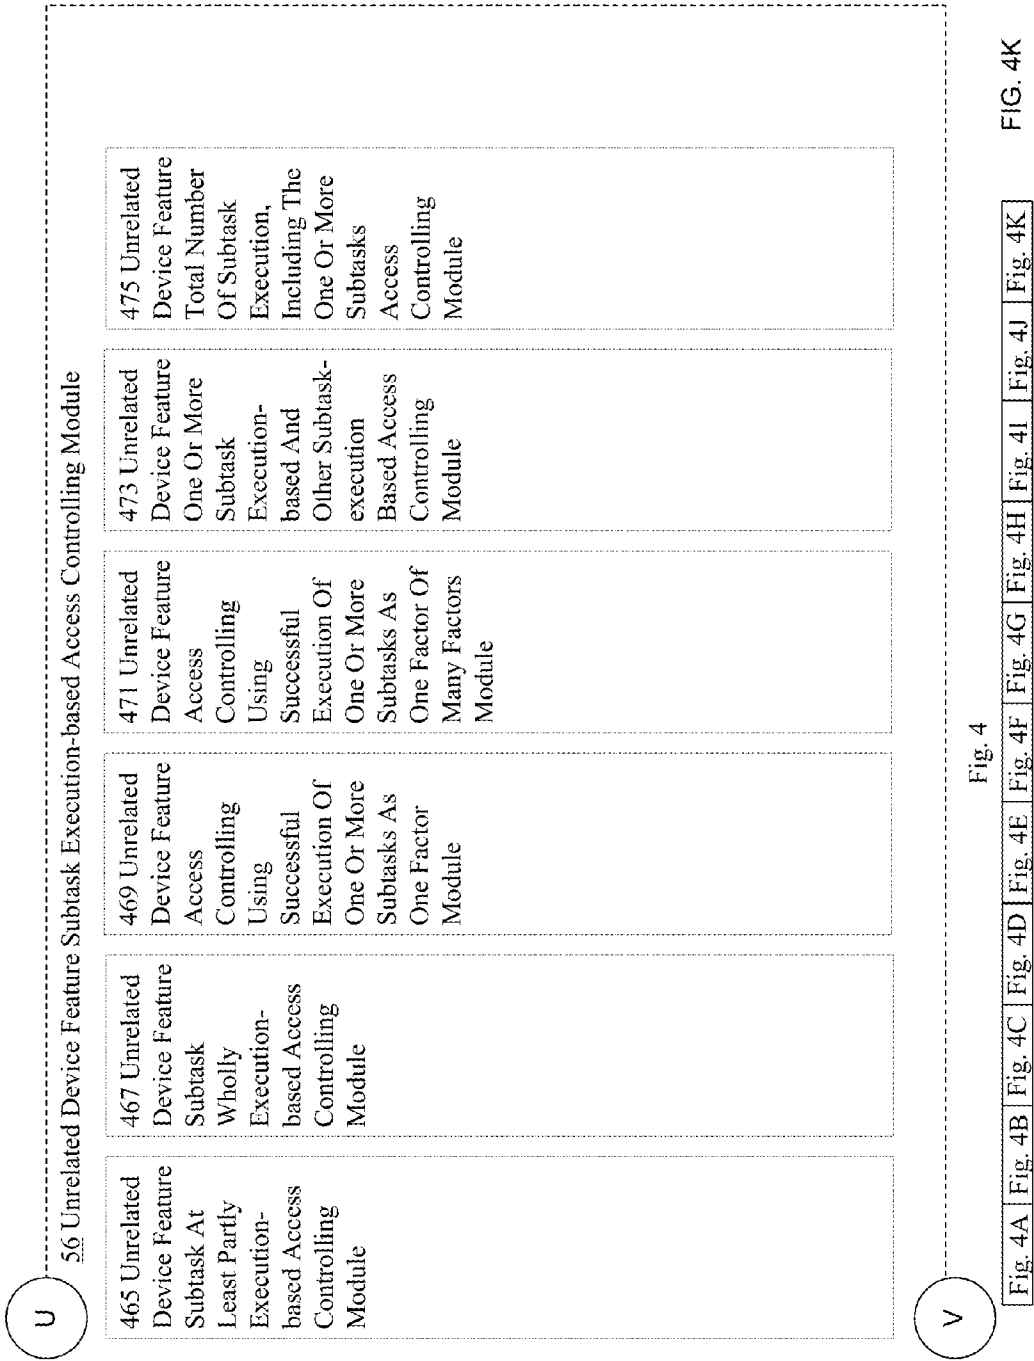 U
56 Unrelated Device Feature Subtask Execution-based Access Controlling Module
465 Unrelated
Device Feature
Subtask At
Least Partly
Execution-
based Access
Controlling
Module
467 Unrelated
Device Feature
Subtask
Wholly
Execution-
based Access
Controlling
Module
469 Unrelated
Device Feature
Access
Controlling
Using
Successful
Execution Of
One Or More
Subtasks As
One Factor
Module
471 Unrelated
Device Feature
Access
Controlling
Using
Successful
Execution Of
One Or More
Subtasks As
One Factor Of
Many Factors
Module
473 Unrelated
Device Feature
One Or More
Subtask
Execution-
based And
Other Subtask-
execution
Based Access
Controlling
Module
475 Unrelated
Device Feature
Total Number
Of Subtask
Execution,
Including The
One Or More
Subtasks
Access
Controlling
Module
V
Fig. 4
Fig. 4A Fig. 4B Fig. 4C Fig. 4D Fig. 4E Fig. 4F Fig. 4G Fig. 4H Fig. 4I Fig. 4J Fig. 4K
FIG. 4K